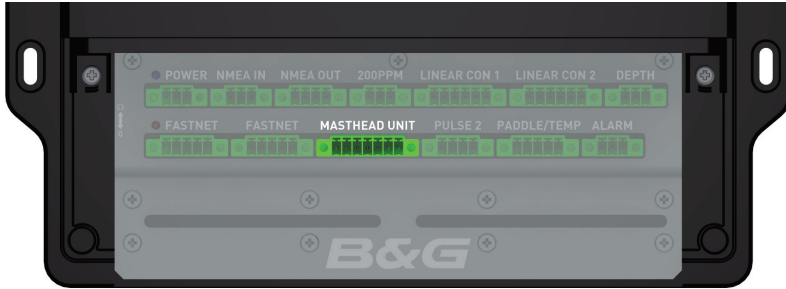 POWER NMEA IN NMEA OUT 200PPM LINEAR CON 1 LINEAR CON 2 DEPTH
FASTNET FASTNET MASTHEAD UNIT PULSE 2 PADDLE/TEMP ALARM
B&G